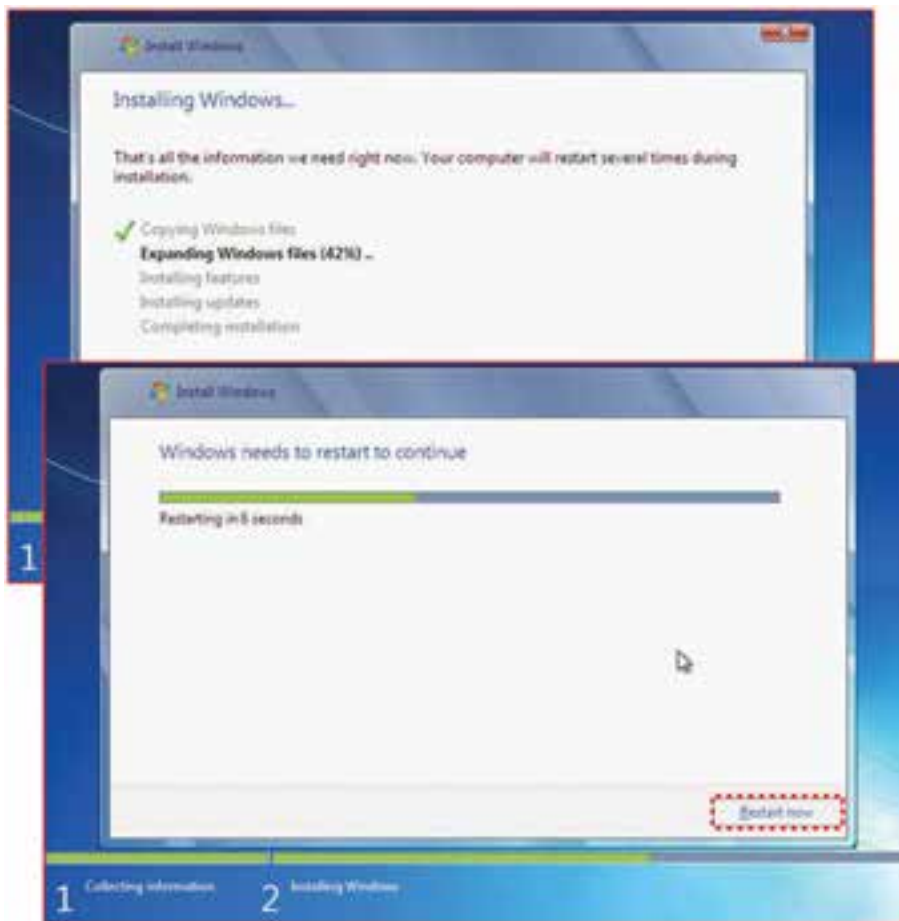 Install Windows
Installing Windows...
That's all the information we need right now. Your computer will restart several times during
installation.
Copying Windows files
Expanding Windows files (42%) ..
Installing features
Installing updates
Completing installation
1
Install Windows
Windows needs to restart to continue
Restarting in 6 seconds
Restart now
1 Collecting information
2 Installing Windows